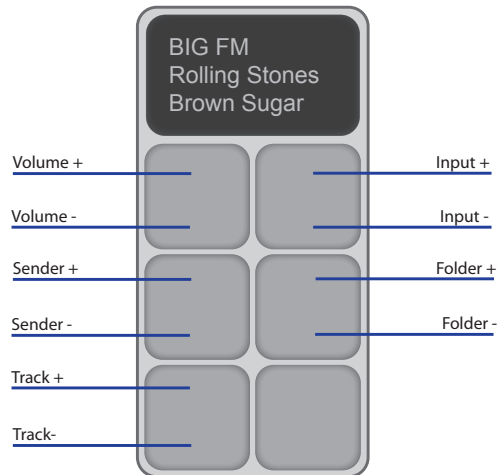 BIG FM
Rolling Stones
Brown Sugar
Volume +
Input +
Volume -
Input -
Sender +
Folder +
Sender -
Folder -
Track +
Track-